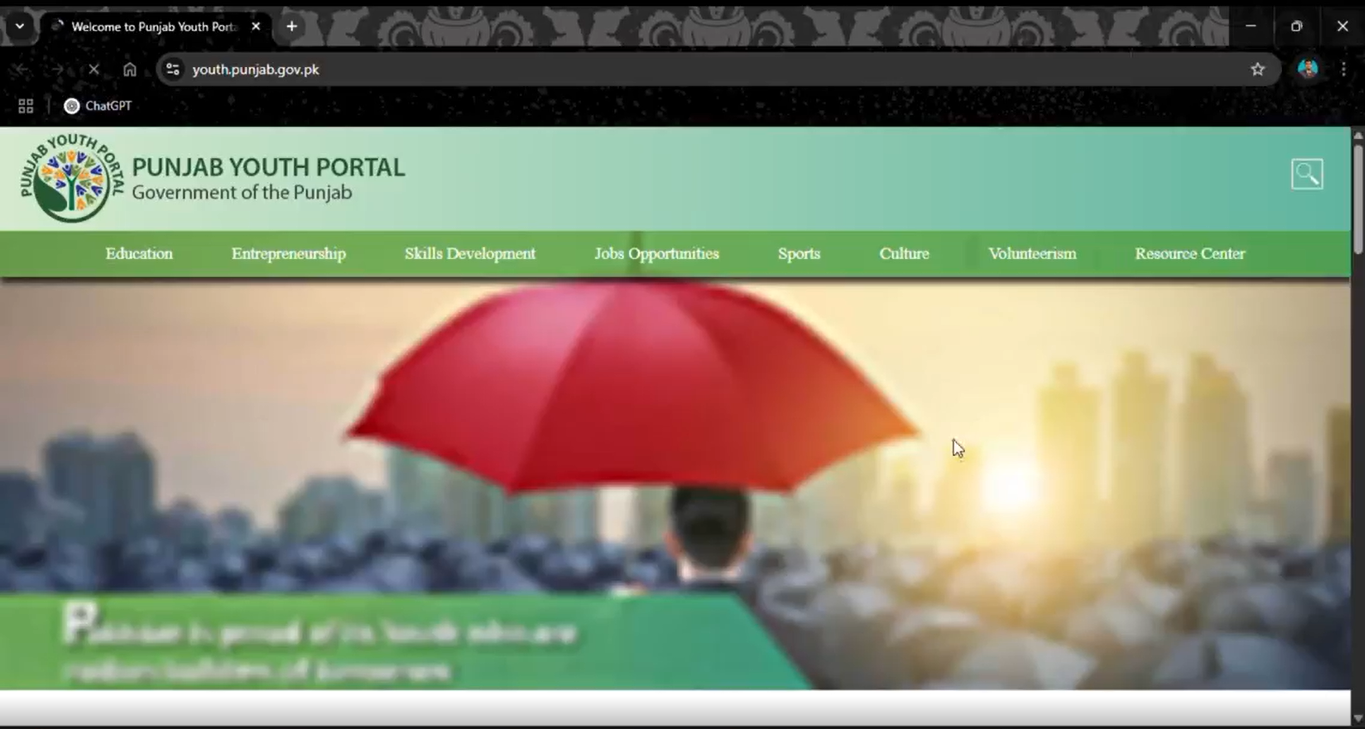 Welcome to Punjab Youth Port
youth.punjab.gov.pk
ChatGPT
PUNJAB YOUTH PORTAL
PUNJAB YOUTH PORTAL
Government of the Punjab
Education Entrepreneurship Skills Development Jobs Opportunities Sports Culture Volunteerism Resource Center